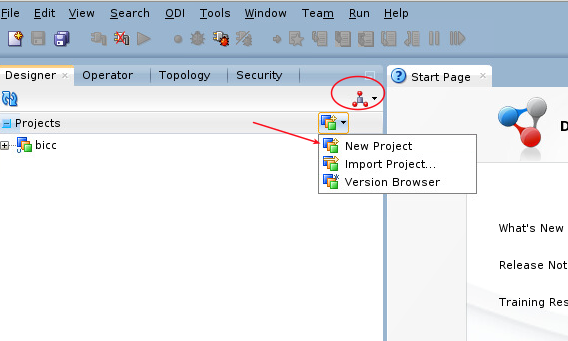 File Edit View Search ODI Tools Window Team Run Help
Designer Operator Topology Security Start Page
Projects
bicc
New Project
Import Project...
Version Browser
D
What's New
Release Not
Training Res